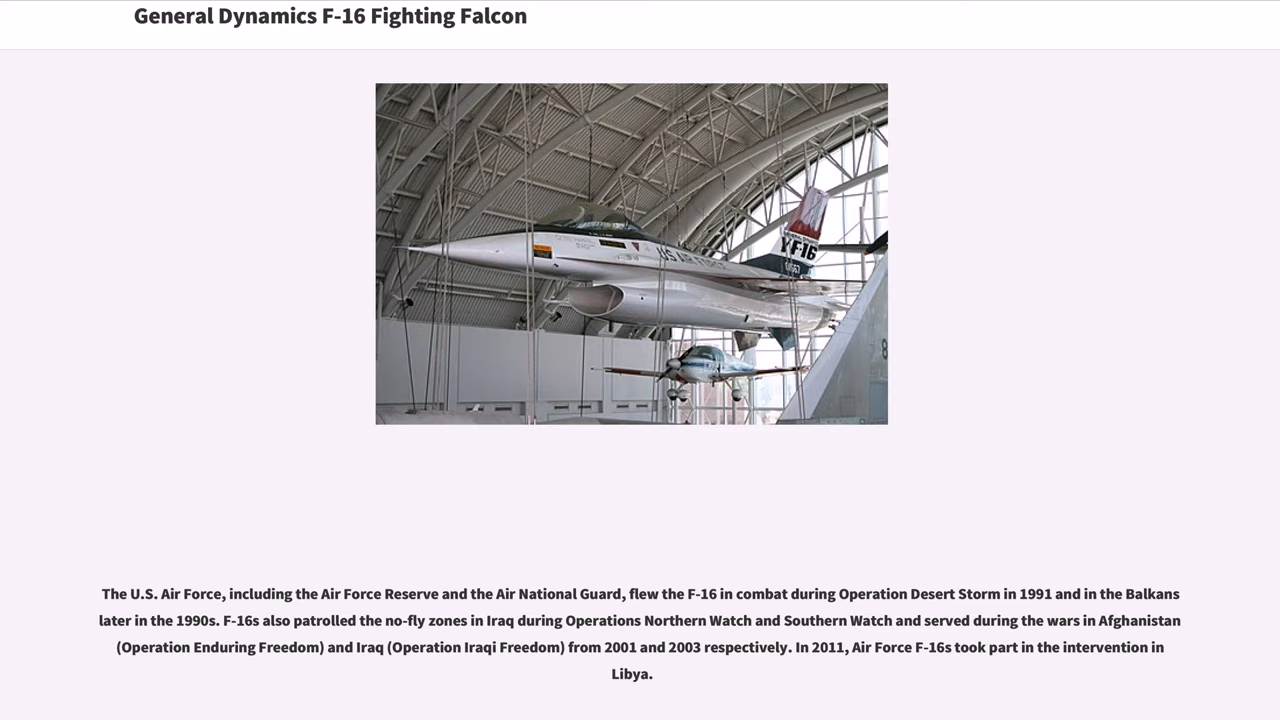 General Dynamics F-16 Fighting Falcon
US AIR FORCE
YF-16
The U.S. Air Force, including the Air Force Reserve and the Air National Guard, flew the F-16 in combat during Operation Desert Storm in 1991 and in the Balkans
later in the 1990s. F-16s also patrolled the no-fly zones in Iraq during Operations Northern Watch and Southern Watch and served during the wars in Afghanistan
(Operation Enduring Freedom) and Iraq (Operation Iraqi Freedom) from 2001 and 2003 respectively. In 2011, Air Force F-16s took part in the intervention in
Libya.